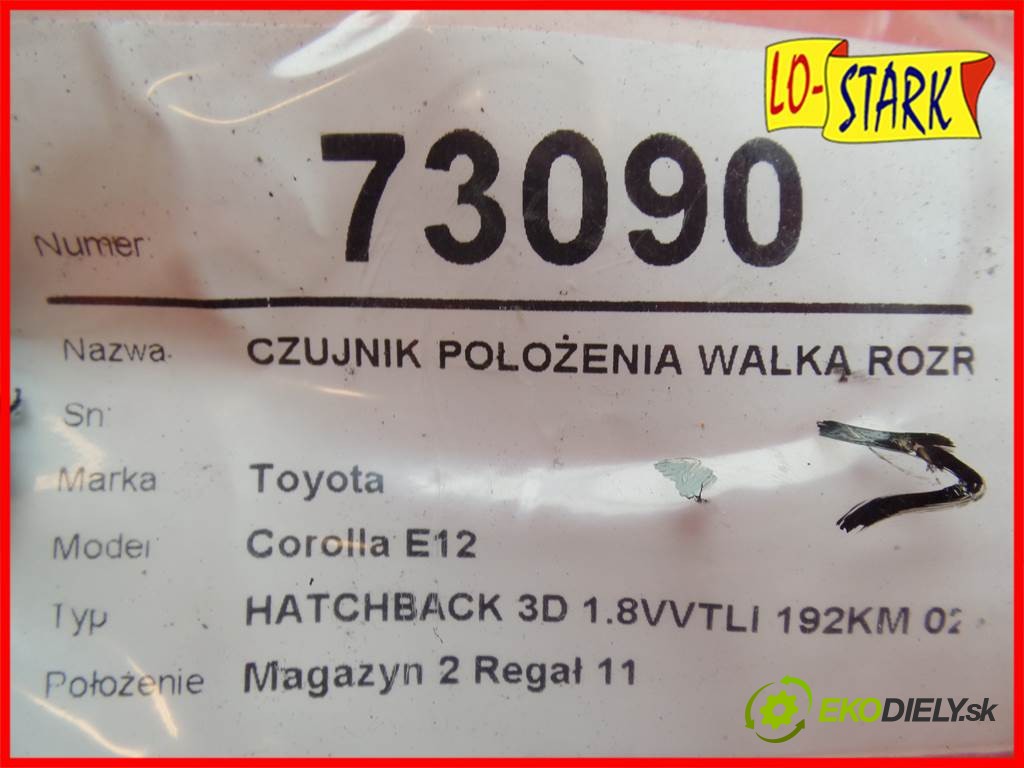 LO-STARK
Numer: 73090
Nazwa: CZUJNIK POŁOŻENIA WAŁKA ROZR
Sn:
Marka Toyota
Model Corolla E12
Typ HATCHBACK 3D 1.8VVTLI 192KM 02
Położenie Magazyn 2 Regał 11
EKODIELY.sk